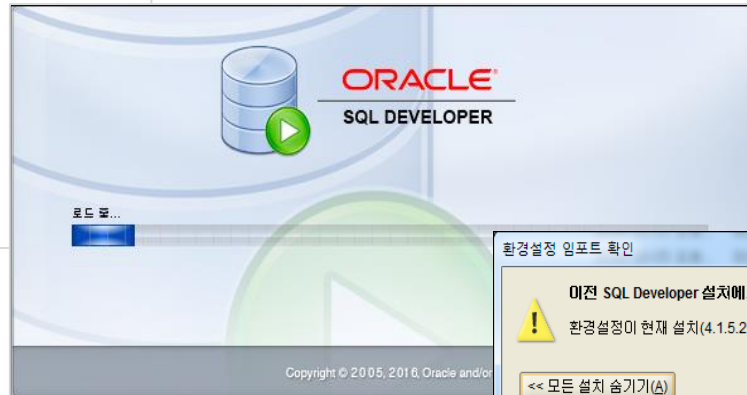 ORACLE
SQL DEVELOPER
로드 중...
환경설정 임포트 확인
이전 SQL Developer 설치에
환경설정이 현재 설치(4.1.5.2
Copyright © 2005, 2016, Oracle and/or
<< 모든 설치 숨기기(A)